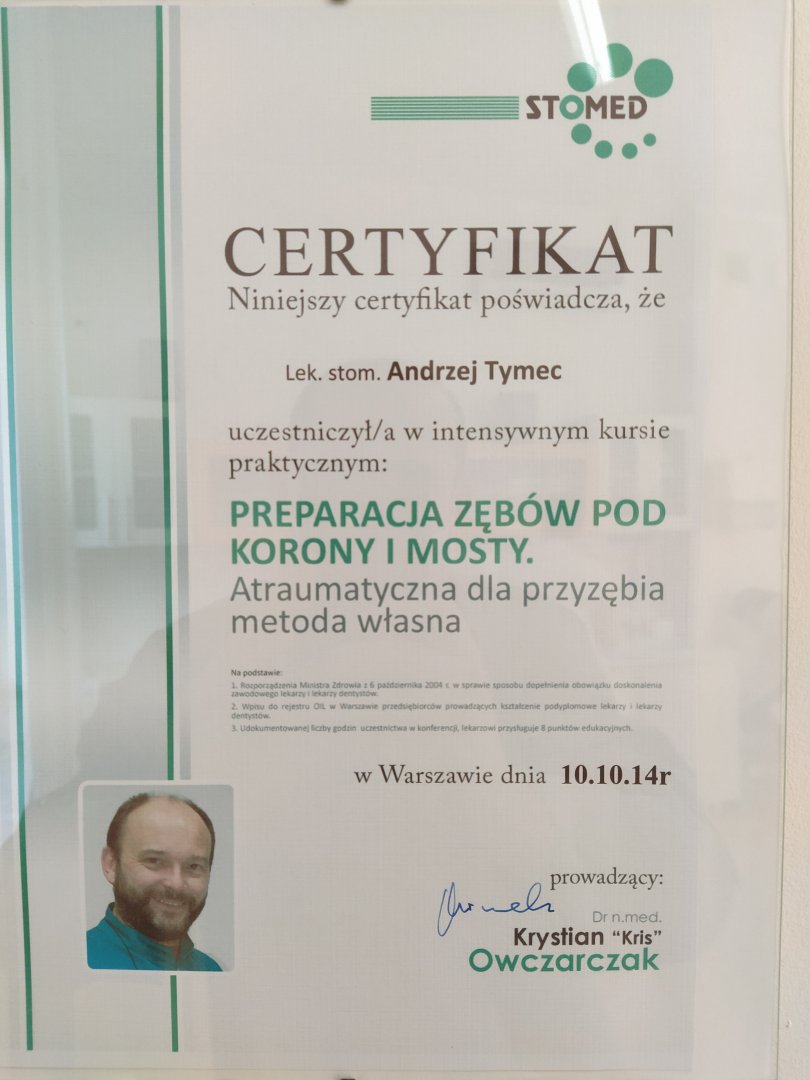 STOMED
CERTYFIKAT
Niniejszy certyfikat poświadcza, że
Lek. stom. Andrzej Tymec
uczestniczył/a w intensywnym kursie
praktycznym:
PREPARACJA ZĘBÓW POD
KORONY I MOSTY.
Atraumatyczna dla przyzębia
metoda własna
Na podstawie:
1. Rozporządzenia Ministra Zdrowia z 6 października 2004 r. w sprawie sposobu dopełnienia obowiązku doskonalenia
zawodowego lekarzy i lekarzy dentystów.
2. Wpisu do rejestru OIL w Warszawie przedsiębiorców prowadzących kształcenie podyplomowe lekarzy i lekarzy
dentystów.
3. Udokumentowanej liczby godzin uczestnictwa w konferencji, lekarzowi przysługuje 8 punktów edukacyjnych.
w Warszawie dnia 10.10.14r
prowadzący:
Dr n.med.
Krystian “Kris”
Owczarczak